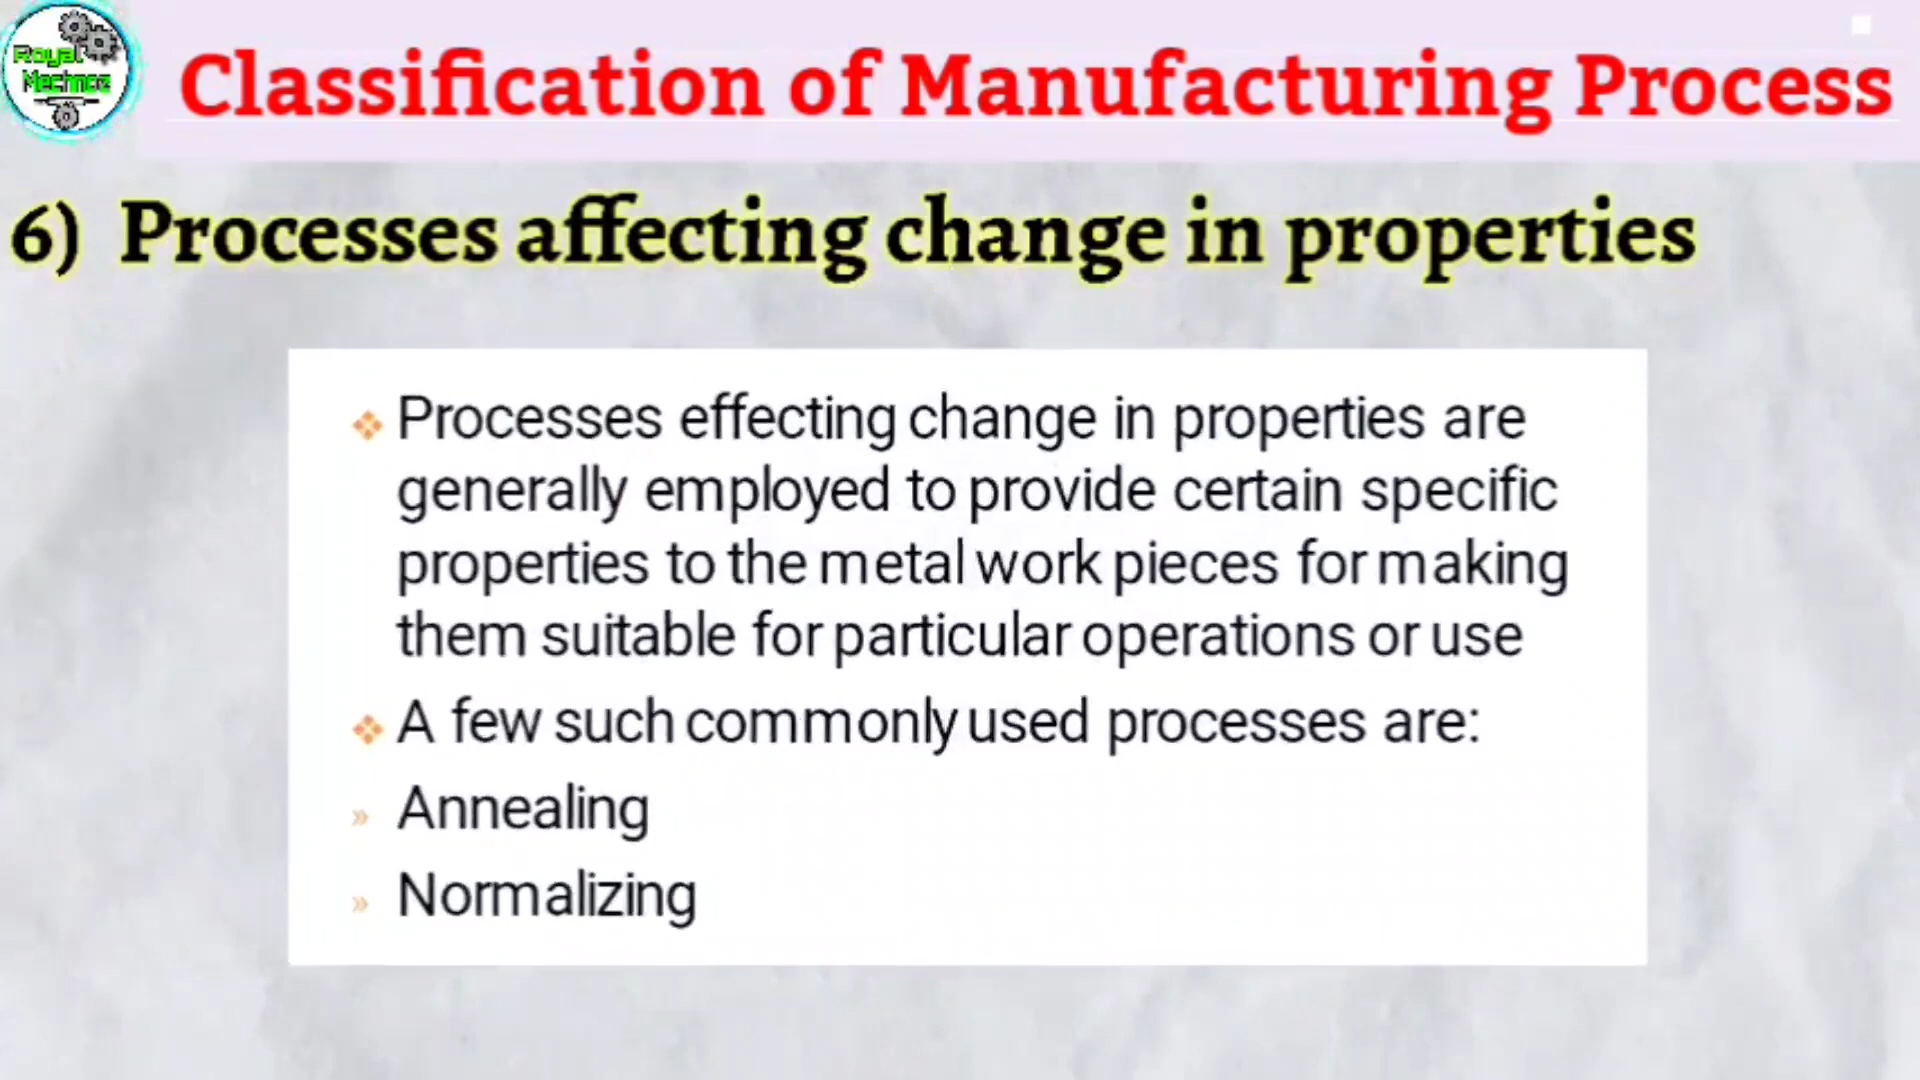 Royal
Mechnoz
Classification of Manufacturing Process
6) Processes affecting change in properties
❖ Processes effecting change in properties are
generally employed to provide certain specific
properties to the metal work pieces for making
them suitable for particular operations or use
❖ A few such commonly used processes are:
» Annealing
» Normalizing